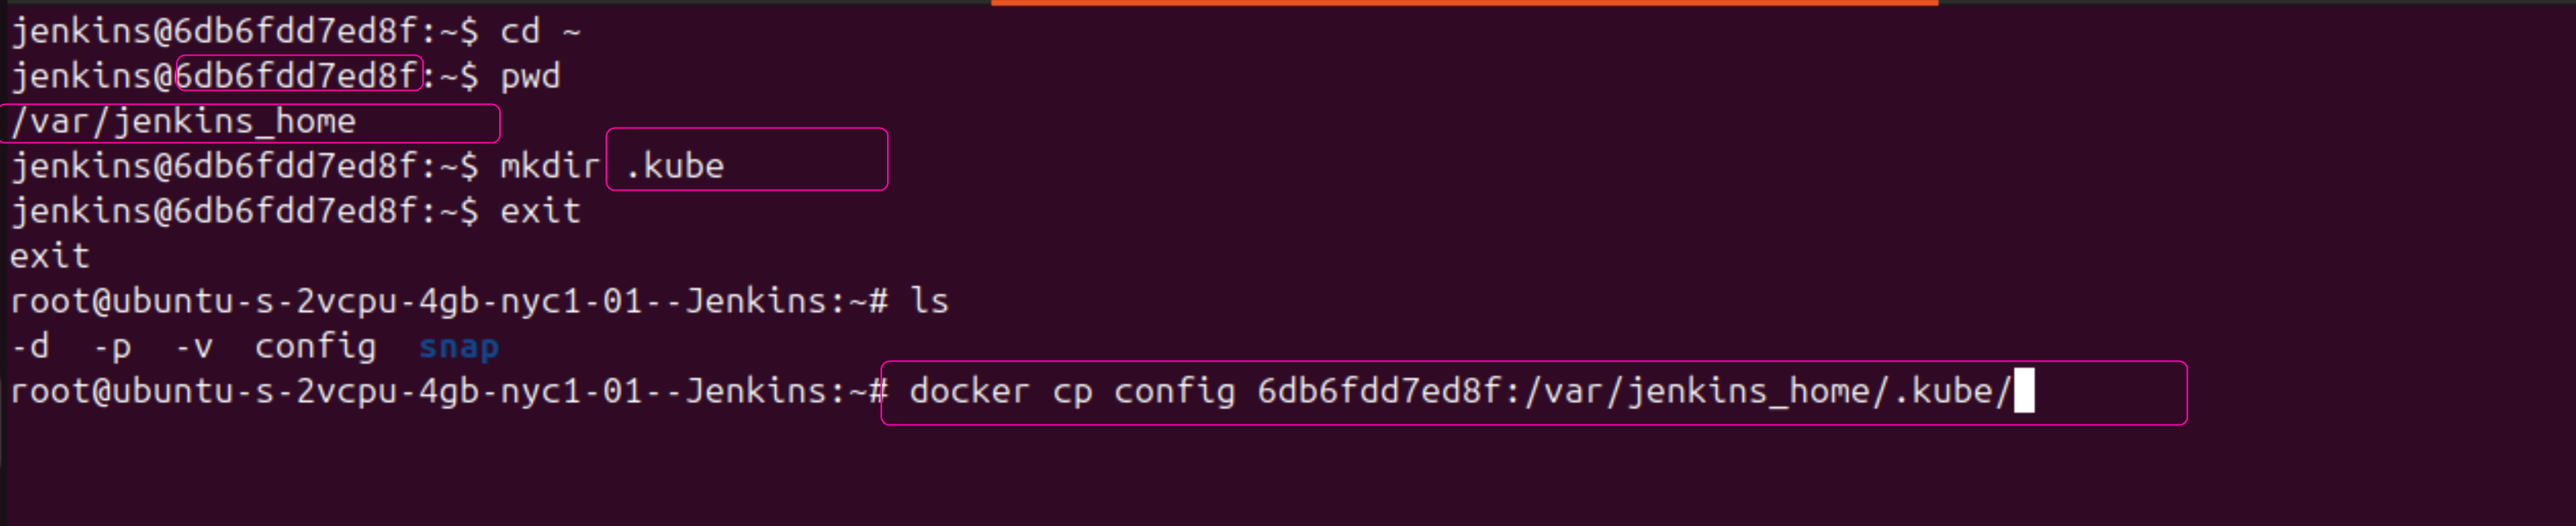 jenkins@6db6fdd7ed8f:~$ cd ~
jenkins@6db6fdd7ed8f:~$ pwd
/var/jenkins_home
jenkins@6db6fdd7ed8f:~$ mkdir .kube
jenkins@6db6fdd7ed8f:~$ exit
exit
root@ubuntu-s-2vcpu-4gb-nyc1-01--Jenkins:~# ls
-d  -p  -v  config  snap
root@ubuntu-s-2vcpu-4gb-nyc1-01--Jenkins:~# docker cp config 6db6fdd7ed8f:/var/jenkins_home/.kube/